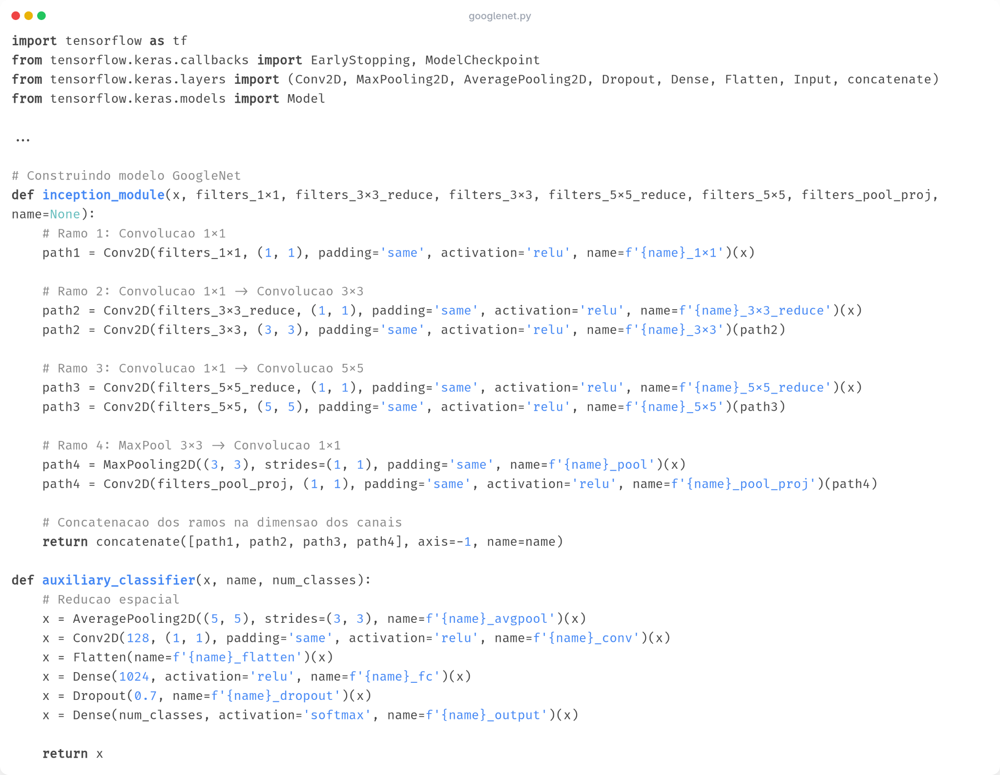 googlenet.py
import tensorflow as tf
from tensorflow.keras.callbacks import EarlyStopping, ModelCheckpoint
from tensorflow.keras.layers import (Conv2D, MaxPooling2D, AveragePooling2D, Dropout, Dense, Flatten, Input, concatenate)
from tensorflow.keras.models import Model

...

# Construindo modelo GoogleNet
def inception_module(x, filters_1×1, filters_3×3_reduce, filters_3×3, filters_5×5_reduce, filters_5×5, filters_pool_proj,
name=None):
    # Ramo 1: Convolucao 1×1
    path1 = Conv2D(filters_1×1, (1, 1), padding='same', activation='relu', name=f'{name}_1×1')(x)

    # Ramo 2: Convolucao 1×1 → Convolucao 3×3
    path2 = Conv2D(filters_3×3_reduce, (1, 1), padding='same', activation='relu', name=f'{name}_3×3_reduce')(x)
    path2 = Conv2D(filters_3×3, (3, 3), padding='same', activation='relu', name=f'{name}_3×3')(path2)

    # Ramo 3: Convolucao 1×1 → Convolucao 5×5
    path3 = Conv2D(filters_5×5_reduce, (1, 1), padding='same', activation='relu', name=f'{name}_5×5_reduce')(x)
    path3 = Conv2D(filters_5×5, (5, 5), padding='same', activation='relu', name=f'{name}_5×5')(path3)

    # Ramo 4: MaxPool 3×3 → Convolucao 1×1
    path4 = MaxPooling2D((3, 3), strides=(1, 1), padding='same', name=f'{name}_pool')(x)
    path4 = Conv2D(filters_pool_proj, (1, 1), padding='same', activation='relu', name=f'{name}_pool_proj')(path4)

    # Concatenacao dos ramos na dimensao dos canais
    return concatenate([path1, path2, path3, path4], axis=-1, name=name)

def auxiliary_classifier(x, name, num_classes):
    # Reducao espacial
    x = AveragePooling2D((5, 5), strides=(3, 3), name=f'{name}_avgpool')(x)
    x = Conv2D(128, (1, 1), padding='same', activation='relu', name=f'{name}_conv')(x)
    x = Flatten(name=f'{name}_flatten')(x)
    x = Dense(1024, activation='relu', name=f'{name}_fc')(x)
    x = Dropout(0.7, name=f'{name}_dropout')(x)
    x = Dense(num_classes, activation='softmax', name=f'{name}_output')(x)

    return x